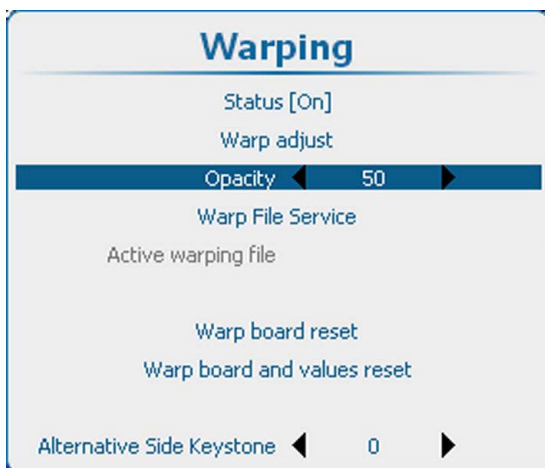 Warping
Status [On]
Warp adjust
Opacity 50
Warp File Service
Active warping file
Warp board reset
Warp board and values reset
Alternative Side Keystone 0